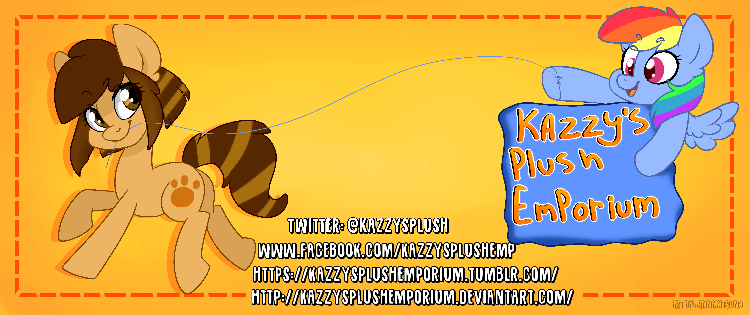 Kazzy's
Plush
Emporium
TWITTER: @KAZZYSPLUSH
WWW.FACEBOOK.COM/KAZZYSPLUSHEMP
HTTPS://KAZZYSPLUSHEMPORIUM.TUMBLR.COM/
HTTP://KAZZYSPLUSHEMPORIUM.DEVIANTART.COM/